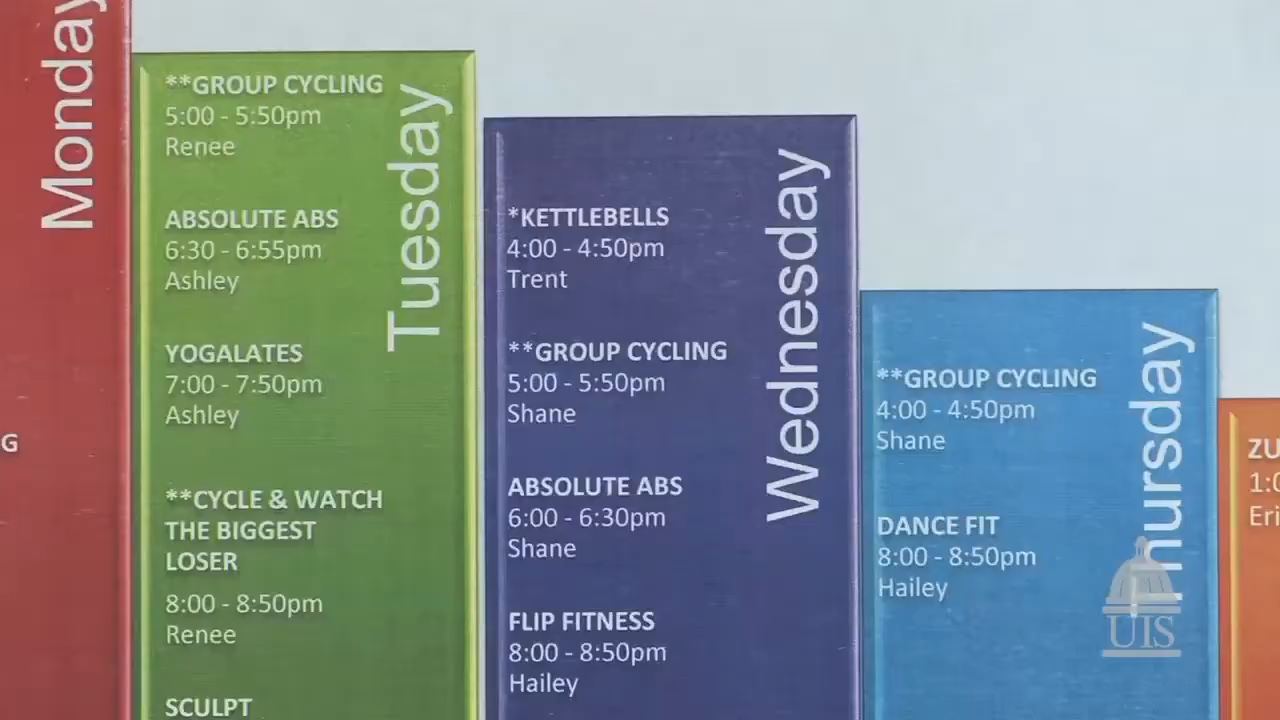 Monday
G
Tuesday
**GROUP CYCLING
5:00 - 5:50pm
Renee
ABSOLUTE ABS
6:30 - 6:55pm
Ashley
YOGALATES
7:00 - 7:50pm
Ashley
**CYCLE & WATCH
THE BIGGEST
LOSER
8:00 - 8:50pm
Renee
SCULPT
Wednesday
*KETTLEBELLS
4:00 - 4:50pm
Trent
**GROUP CYCLING
5:00 - 5:50pm
Shane
ABSOLUTE ABS
6:00 - 6:30pm
Shane
FLIP FITNESS
8:00 - 8:50pm
Hailey
Thursday
**GROUP CYCLING
4:00 - 4:50pm
Shane
DANCE FIT
8:00 - 8:50pm
Hailey
ZU
1:0
Eri
UIS